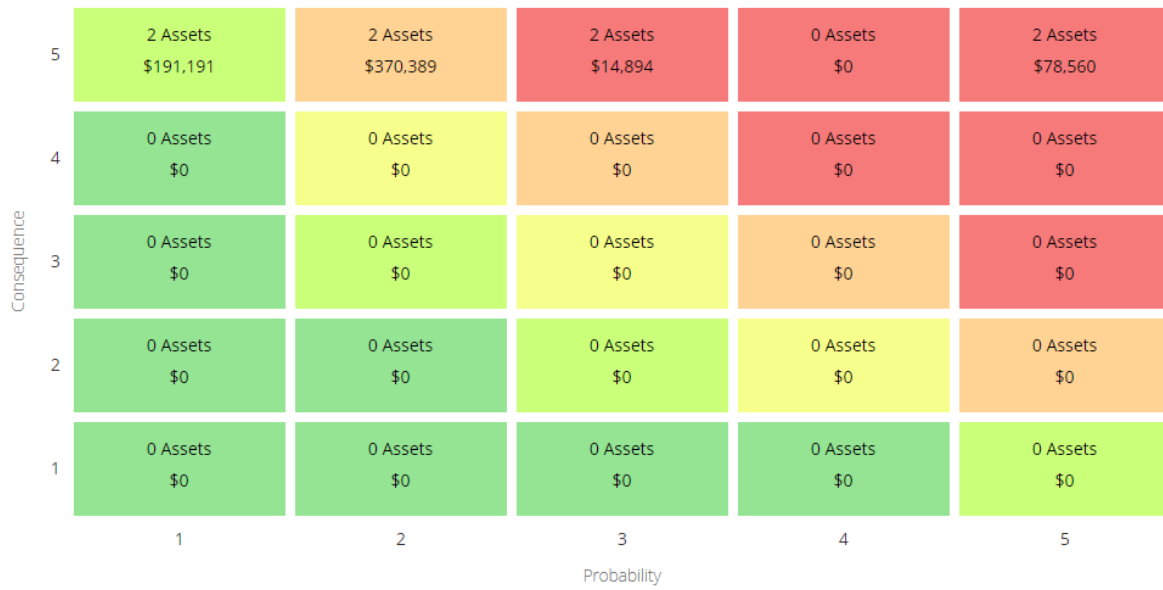 2 Assets 2 Assets 2 Assets 0 Assets 2 Assets
5
$191,191 $370,389 $14,894 $0 $78,560
0 Assets 0 Assets 0 Assets 0 Assets 0 Assets
4
$0 $0 $0 $0 $0
0 Assets 0 Assets 0 Assets 0 Assets 0 Assets
3
$0 $0 $0 $0 $0
0 Assets 0 Assets 0 Assets 0 Assets 0 Assets
2
$0 $0 $0 $0 $0
0 Assets 0 Assets 0 Assets 0 Assets 0 Assets
1
$0 $0 $0 $0 $0
Consequence
1 2 3 4 5
Probability